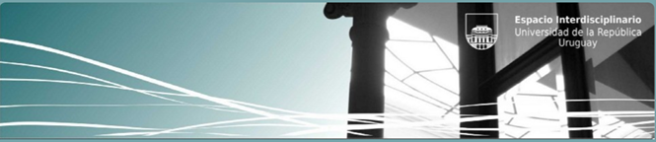 Espacio Interdisciplinario
Universidad de la República
Uruguay